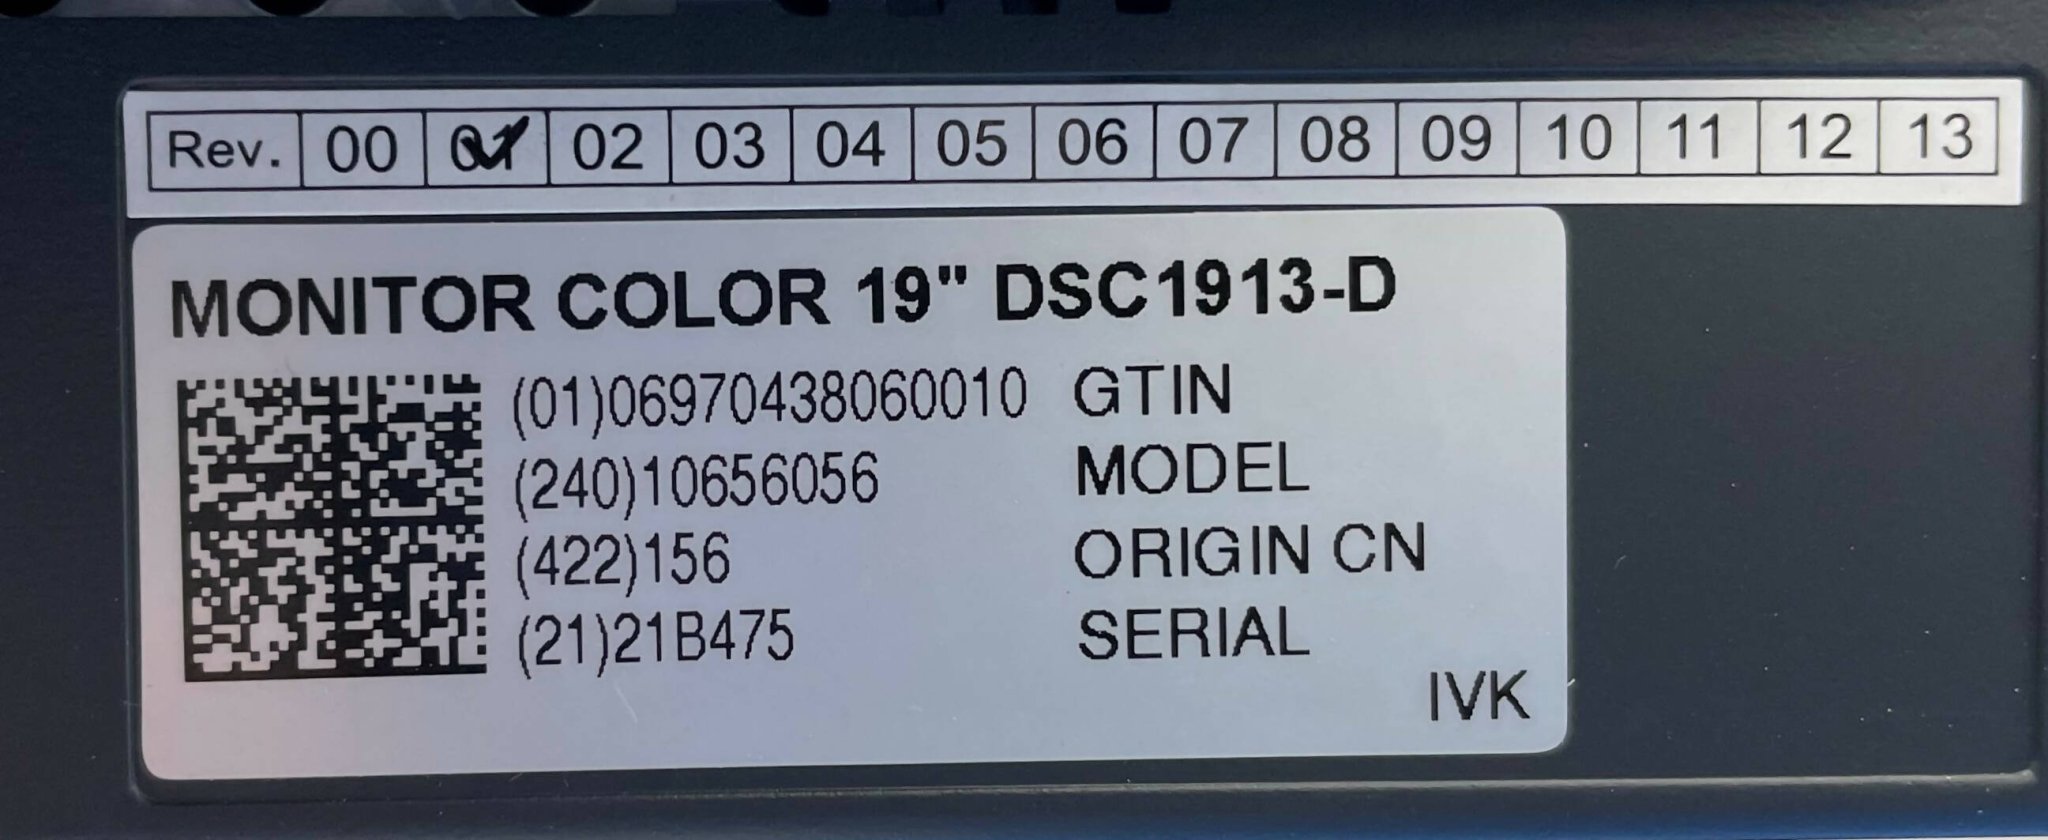 Rev. 00 01 02 03 04 05 06 07 08 09 10 11 12 13
MONITOR COLOR 19" DSC1913-D
(01)06970438060010 GTIN
(240)10656056 MODEL
(422)156 ORIGIN CN
(21)21B475 SERIAL
IVK